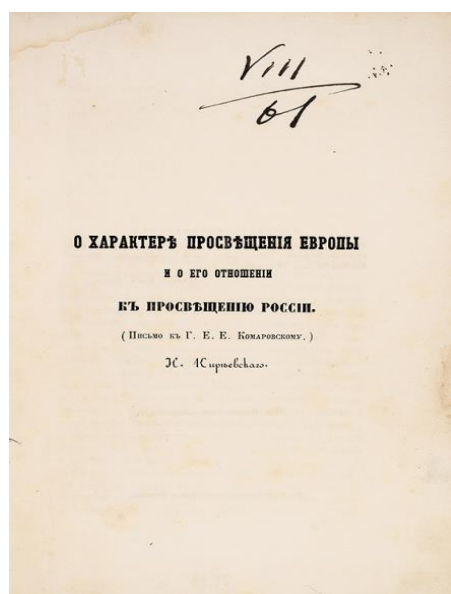 VIII
61
О ХАРАКТЕРѢ ПРОСВѢЩЕНІЯ ЕВРОПЫ
И О ЕГО ОТНОШЕНІИ
КЪ ПРОСВѢЩЕНІЮ РОССІИ.
(Письмо къ Г. Е. Е. Комаровскому.)
И. Кирѣевскаго.